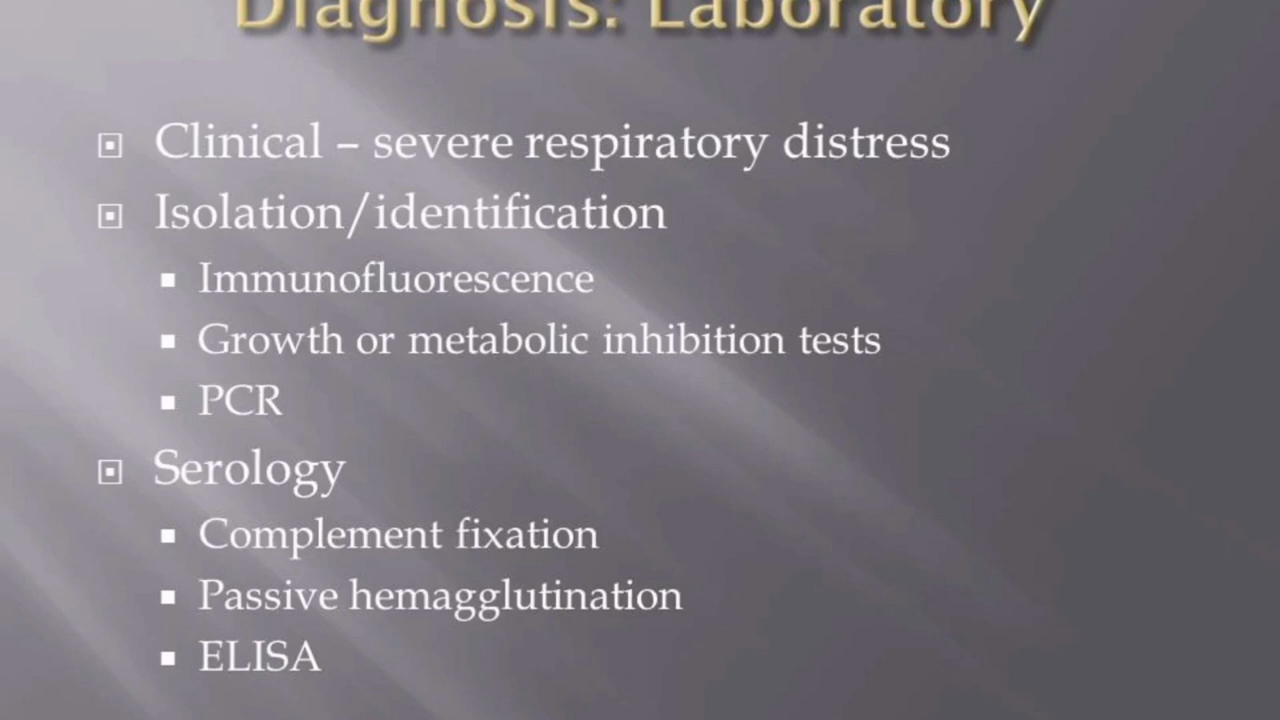 Diagnosis: Laboratory
Clinical – severe respiratory distress
Isolation/identification
Immunofluorescence
Growth or metabolic inhibition tests
PCR
Serology
Complement fixation
Passive hemagglutination
ELISA